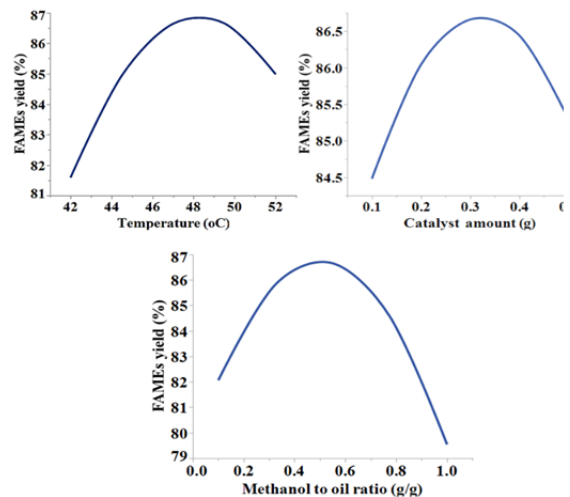 FAMEs yield (%)
87
86
85
84
83
82
81
42 44 46 48 50 52
Temperature (oC)
FAMEs yield (%)
86.5
86.0
85.5
85.0
84.5
0.1 0.2 0.3 0.4
Catalyst amount (g)
FAMEs yield (%)
87
86
85
84
83
82
81
80
79
0.0 0.2 0.4 0.6 0.8 1.0
Methanol to oil ratio (g/g)